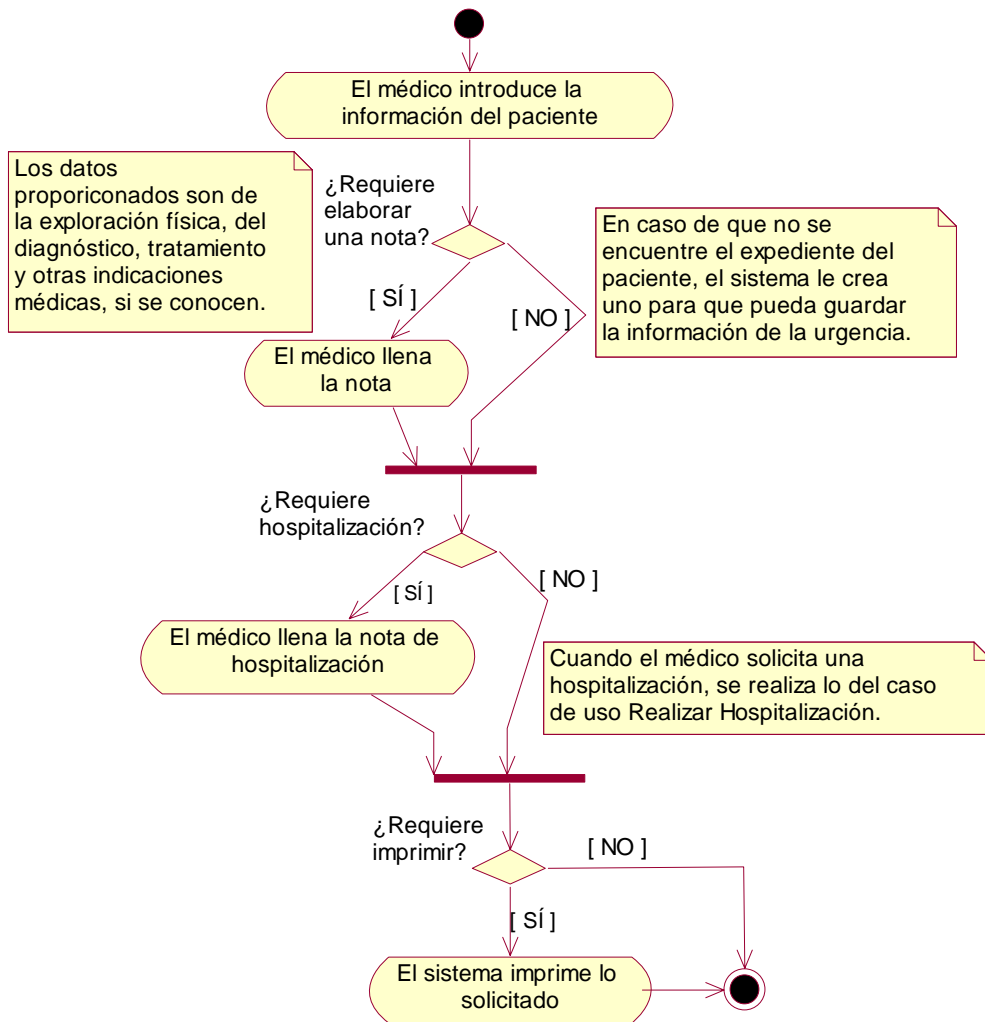 El médico introduce la
información del paciente
Los datos
proporiconados son de
la exploración física, del
diagnóstico, tratamiento
y otras indicaciones
médicas, si se conocen.
¿Requiere
elaborar
una nota?
En caso de que no se
encuentre el expediente del
paciente, el sistema le crea
uno para que pueda guardar
la información de la urgencia.
[ SÍ ]
[ NO ]
El médico llena
la nota
¿Requiere
hospitalización?
[ SÍ ]
[ NO ]
El médico llena la nota de
hospitalización
Cuando el médico solicita una
hospitalización, se realiza lo del caso
de uso Realizar Hospitalización.
¿Requiere
imprimir?
[ NO ]
[ SÍ ]
El sistema imprime lo
solicitado